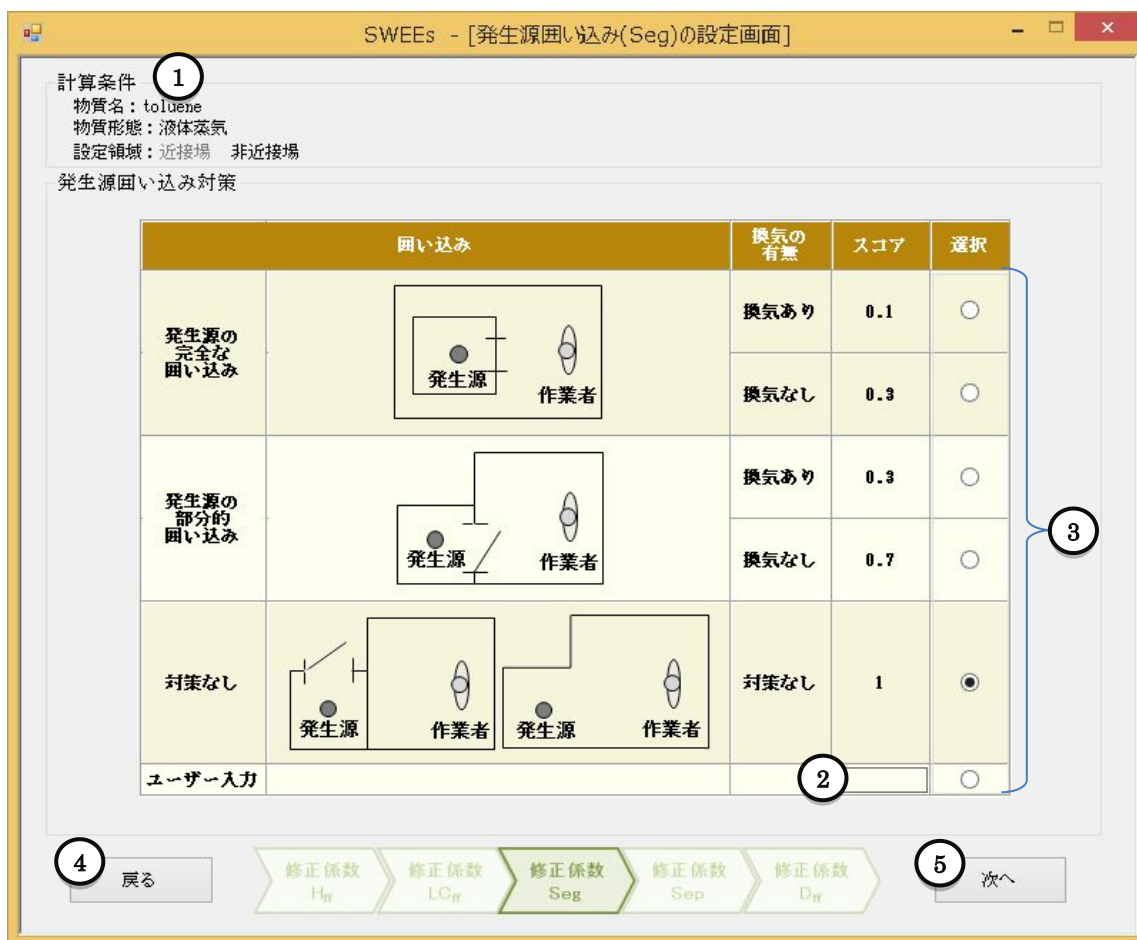 SWEEs - [発生源囲い込み(Seg)の設定画面]
計算条件
1
物質名：toluene
物質形態：液体蒸気
設定領域：近接場 非近接場
発生源囲い込み対策
囲い込み
換気の
有無
スコア
選択
発生源の
完全な
囲い込み
発生源
作業者
換気あり
0.1
換気なし
0.3
発生源の
部分的
囲い込み
発生源
作業者
換気あり
0.3
換気なし
0.7
3
対策なし
発生源
作業者
発生源
作業者
対策なし
1
ユーザー入力
2
4
戻る
修正係数
Hff
修正係数
LCff
修正係数
Seg
修正係数
Sep
修正係数
Dff
5
次へ